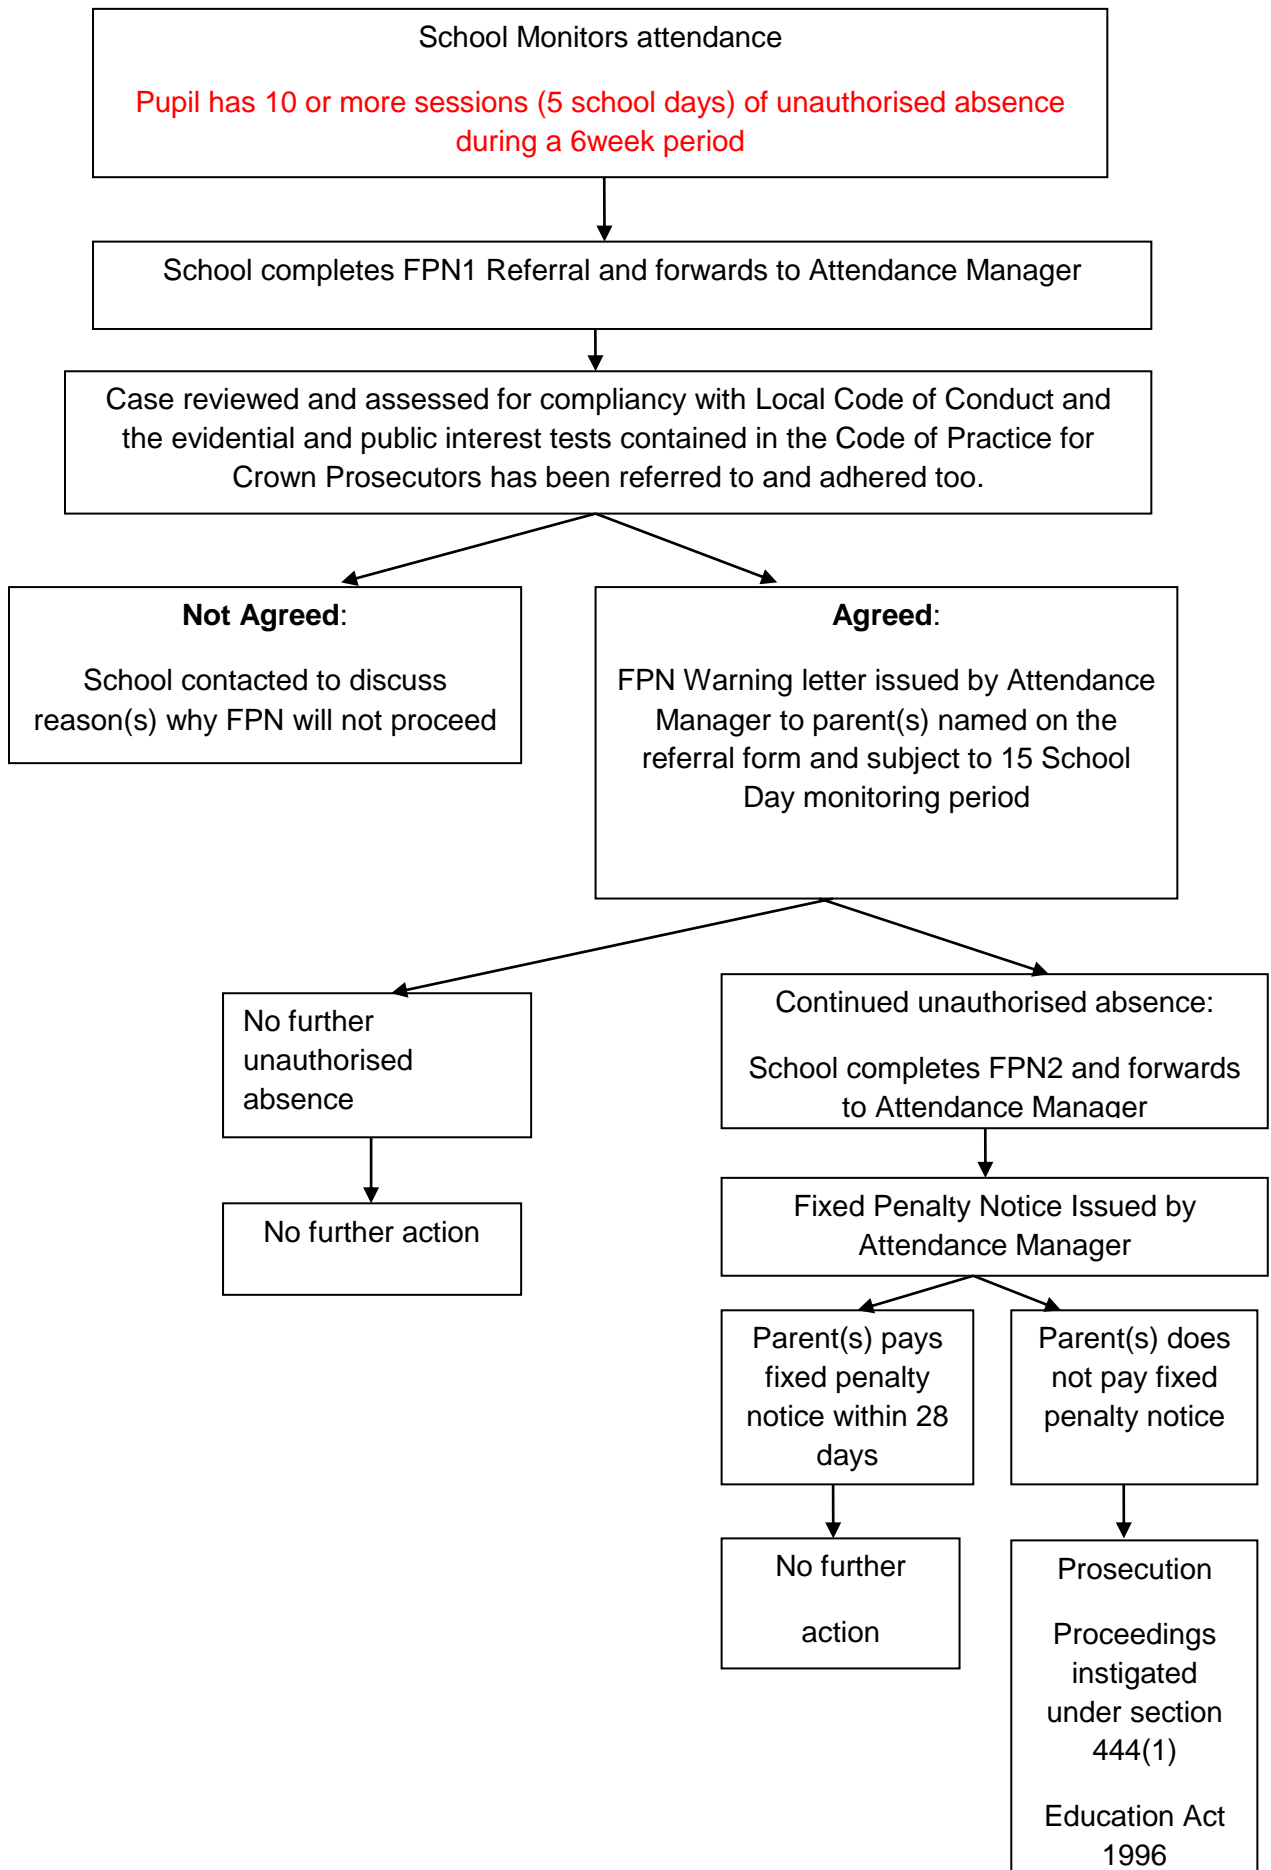 School Monitors attendance
Pupil has 10 or more sessions (5 school days) of unauthorised absence
during a 6week period
School completes FPN1 Referral and forwards to Attendance Manager
Case reviewed and assessed for compliancy with Local Code of Conduct and
the evidential and public interest tests contained in the Code of Practice for
Crown Prosecutors has been referred to and adhered too.
Not Agreed:
School contacted to discuss
reason(s) why FPN will not proceed
Agreed:
FPN Warning letter issued by Attendance
Manager to parent(s) named on the
referral form and subject to 15 School
Day monitoring period
No further
unauthorised
absence
No further action
Continued unauthorised absence:
School completes FPN2 and forwards
to Attendance Manager
Fixed Penalty Notice Issued by
Attendance Manager
Parent(s) pays
fixed penalty
notice within 28
days
No further
action
Parent(s) does
not pay fixed
penalty notice
Prosecution
Proceedings
instigated
under section
444(1)
Education Act
1996